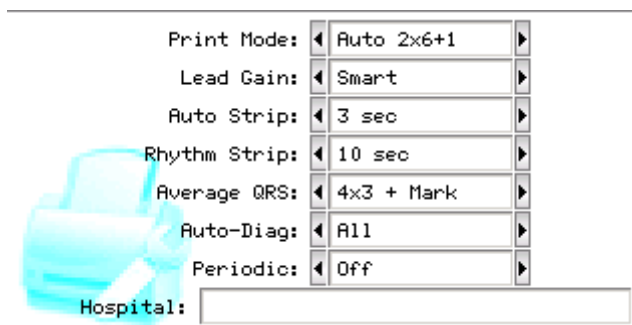 Print Mode: Auto 2x6+1
Lead Gain: Smart
Auto Strip: 3 sec
Rhythm Strip: 10 sec
Average QRS: 4x3 + Mark
Auto-Diag: All
Periodic: Off
Hospital: